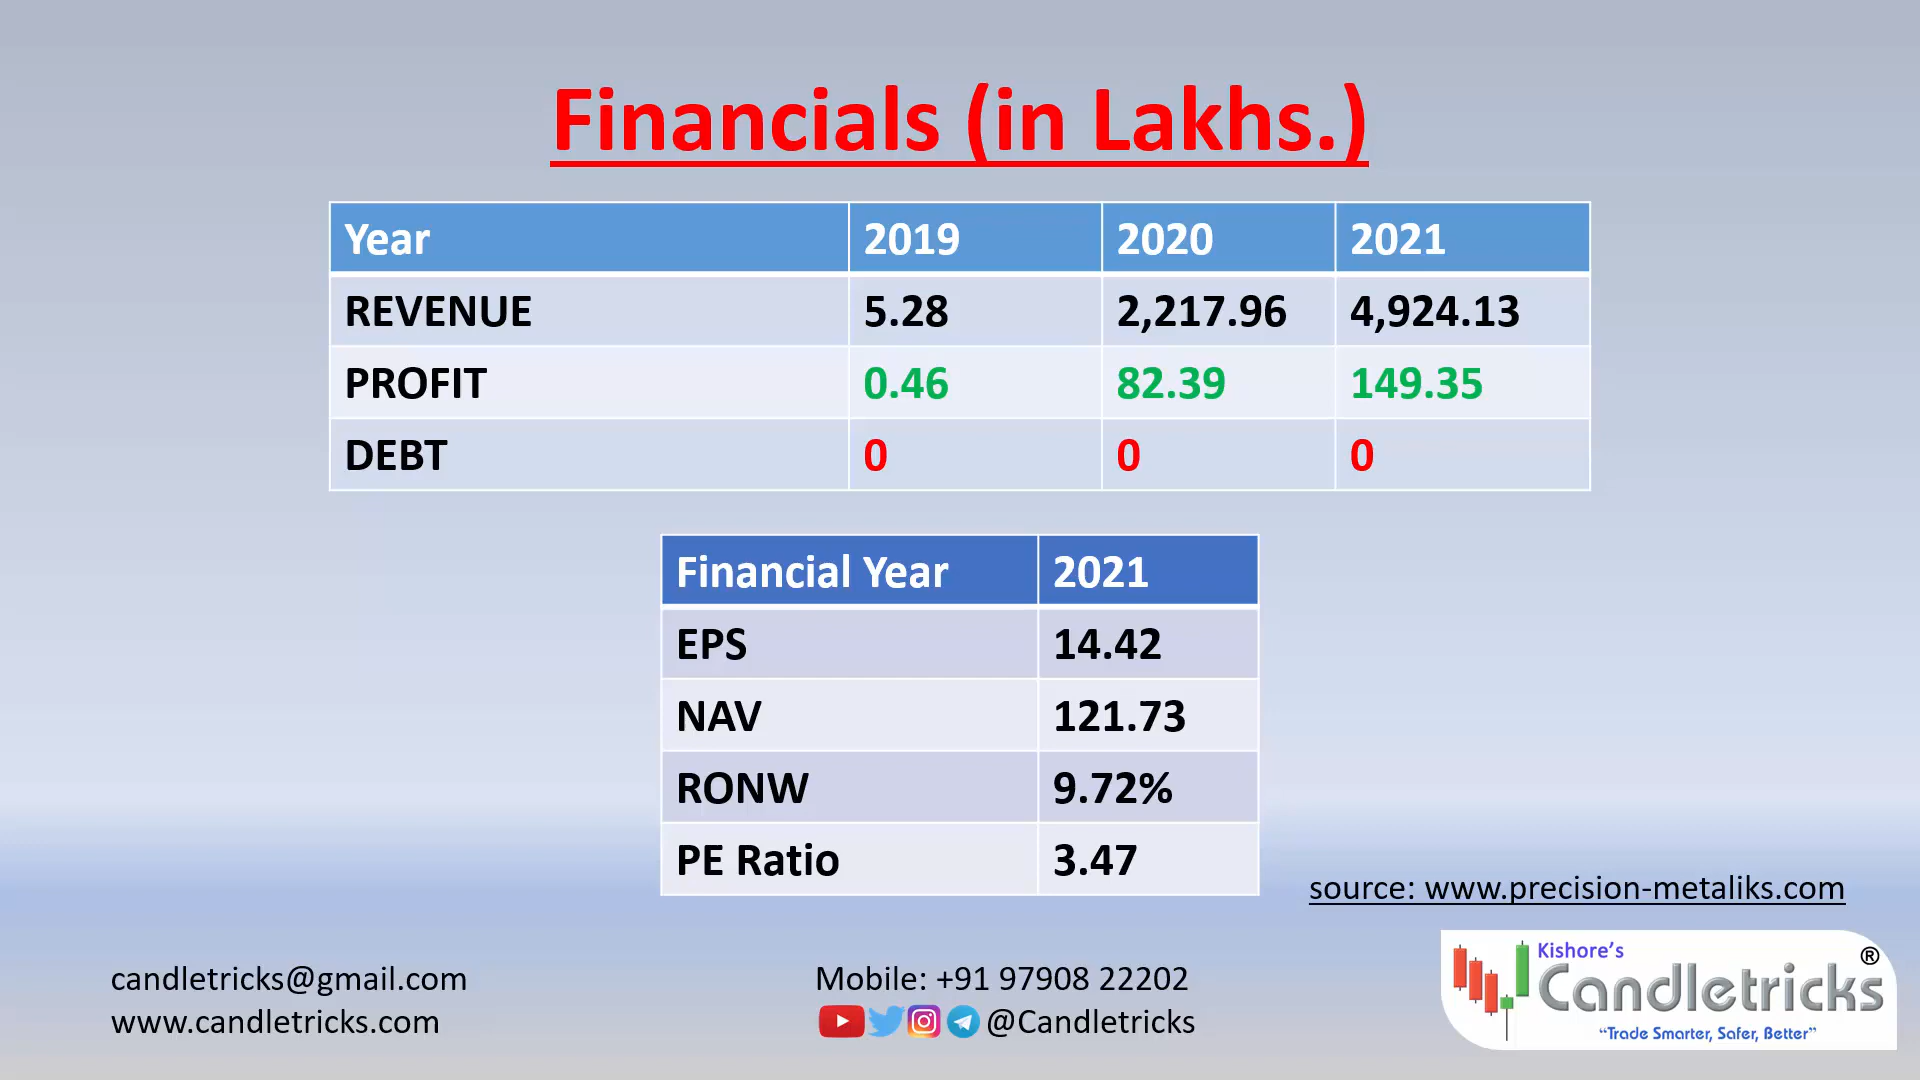 Financials (in Lakhs.)
Year 2019 2020 2021
REVENUE 5.28 2,217.96 4,924.13
PROFIT 0.46 82.39 149.35
DEBT 0 0 0
Financial Year 2021
EPS 14.42
NAV 121.73
RONW 9.72%
PE Ratio 3.47
source: www.precision-metaliks.com
candletricks@gmail.com
www.candletricks.com
Mobile: +91 97908 22202
@Candletricks
Kishore’s
Candletricks ®
“Trade Smarter, Safer, Better”